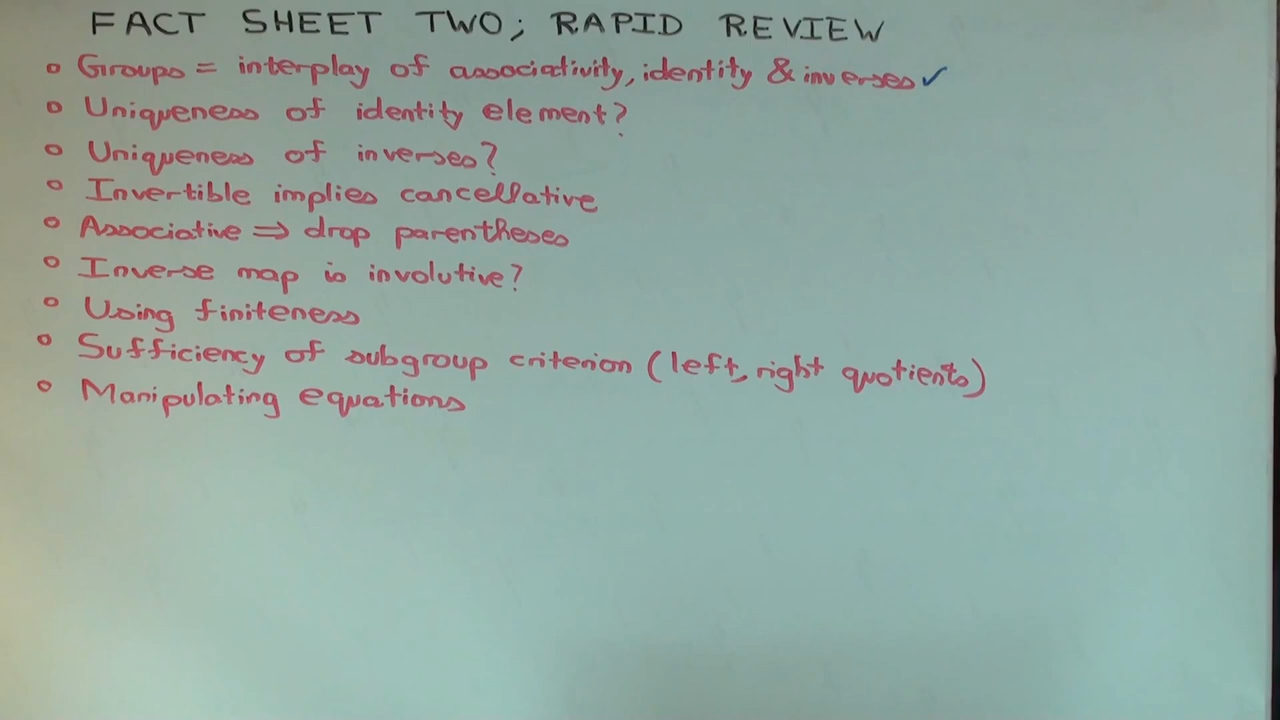 FACT SHEET TWO; RAPID REVIEW
◦ Groups = interplay of associativity, identity & inverses ✓
◦ Uniqueness of identity element?
◦ Uniqueness of inverses?
◦ Invertible implies cancellative
◦ Associative ⇒ drop parentheses
◦ Inverse map is involutive?
◦ Using finiteness
◦ Sufficiency of subgroup criterion (left, right quotients)
◦ Manipulating equations